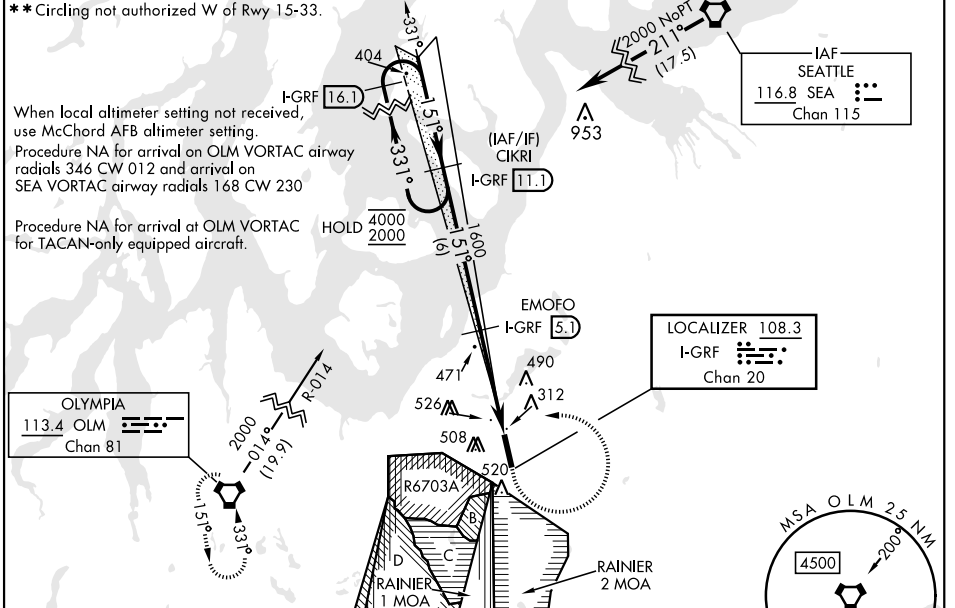 ** Circling not authorized W of Rwy 15-33.
When local altimeter setting not received,
use McChord AFB altimeter setting.
Procedure NA for arrival on OLM VORTAC airway
radials 346 CW 012 and arrival on
SEA VORTAC airway radials 168 CW 230
Procedure NA for arrival at OLM VORTAC
for TACAN-only equipped aircraft.
331°
404
I-GRF 16.1
151°
331°
HOLD 4000
2000
(IAF/IF)
CIKRI
I-GRF 11.1
1600
151°
(6)
2000 NoPT
211°
(17.5)
953
IAF
SEATTLE
116.8 SEA
Chan 115
EMOFO
I-GRF 5.1
471
490
312
526
508
520
LOCALIZER 108.3
I-GRF
Chan 20
OLYMPIA
113.4 OLM
Chan 81
R-014
2000
014°
(19.9)
151°
331°
R6703A
B
C
D
RAINIER
1 MOA
RAINIER
2 MOA
MSA OLM 25 NM
200°
4500